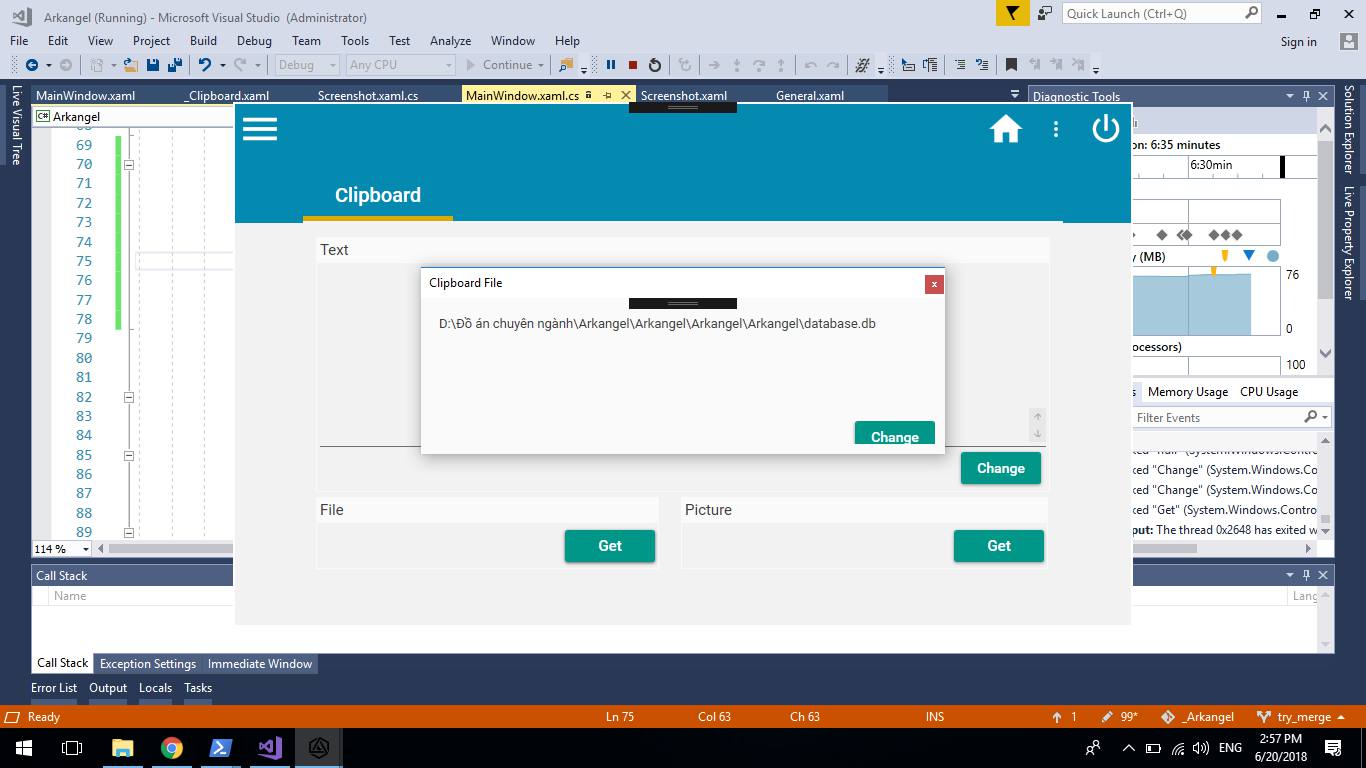 Arkangel (Running) - Microsoft Visual Studio (Administrator)
Quick Launch (Ctrl+Q)
File Edit View Project Build Debug Team Tools Test Analyze Window Help
Sign in
Debug Any CPU Continue
MainWindow.xaml _Clipboard.xaml Screenshot.xaml.cs MainWindow.xaml.cs Screenshot.xaml General.xaml
Diagnostic Tools
Live Visual Tree
Solution Explorer
Live Property Explorer
C# Arkangel
69
70
71
72
73
74
75
76
77
78
79
80
81
82
83
84
85
86
87
88
89
114 %
Clipboard
Text
Clipboard File
x
D:\Đồ án chuyên ngành\Arkangel\Arkangel\Arkangel\Arkangel\database.db
Change
Change
File
Get
Picture
Get
on: 6:35 minutes
6:30min
y (MB)
76
0
ocessors)
100
s Memory Usage CPU Usage
Filter Events
ked "null" (System.Windows.Contro
ked "Change" (System.Windows.Co
ked "Change" (System.Windows.Co
ked "Get" (System.Windows.Contro
put: The thread 0x2648 has exited w
Call Stack
Name
Lang
Call Stack Exception Settings Immediate Window
Error List Output Locals Tasks
Ready Ln 75 Col 63 Ch 63 INS 1 99* _Arkangel try_merge
ENG
2:57 PM
6/20/2018